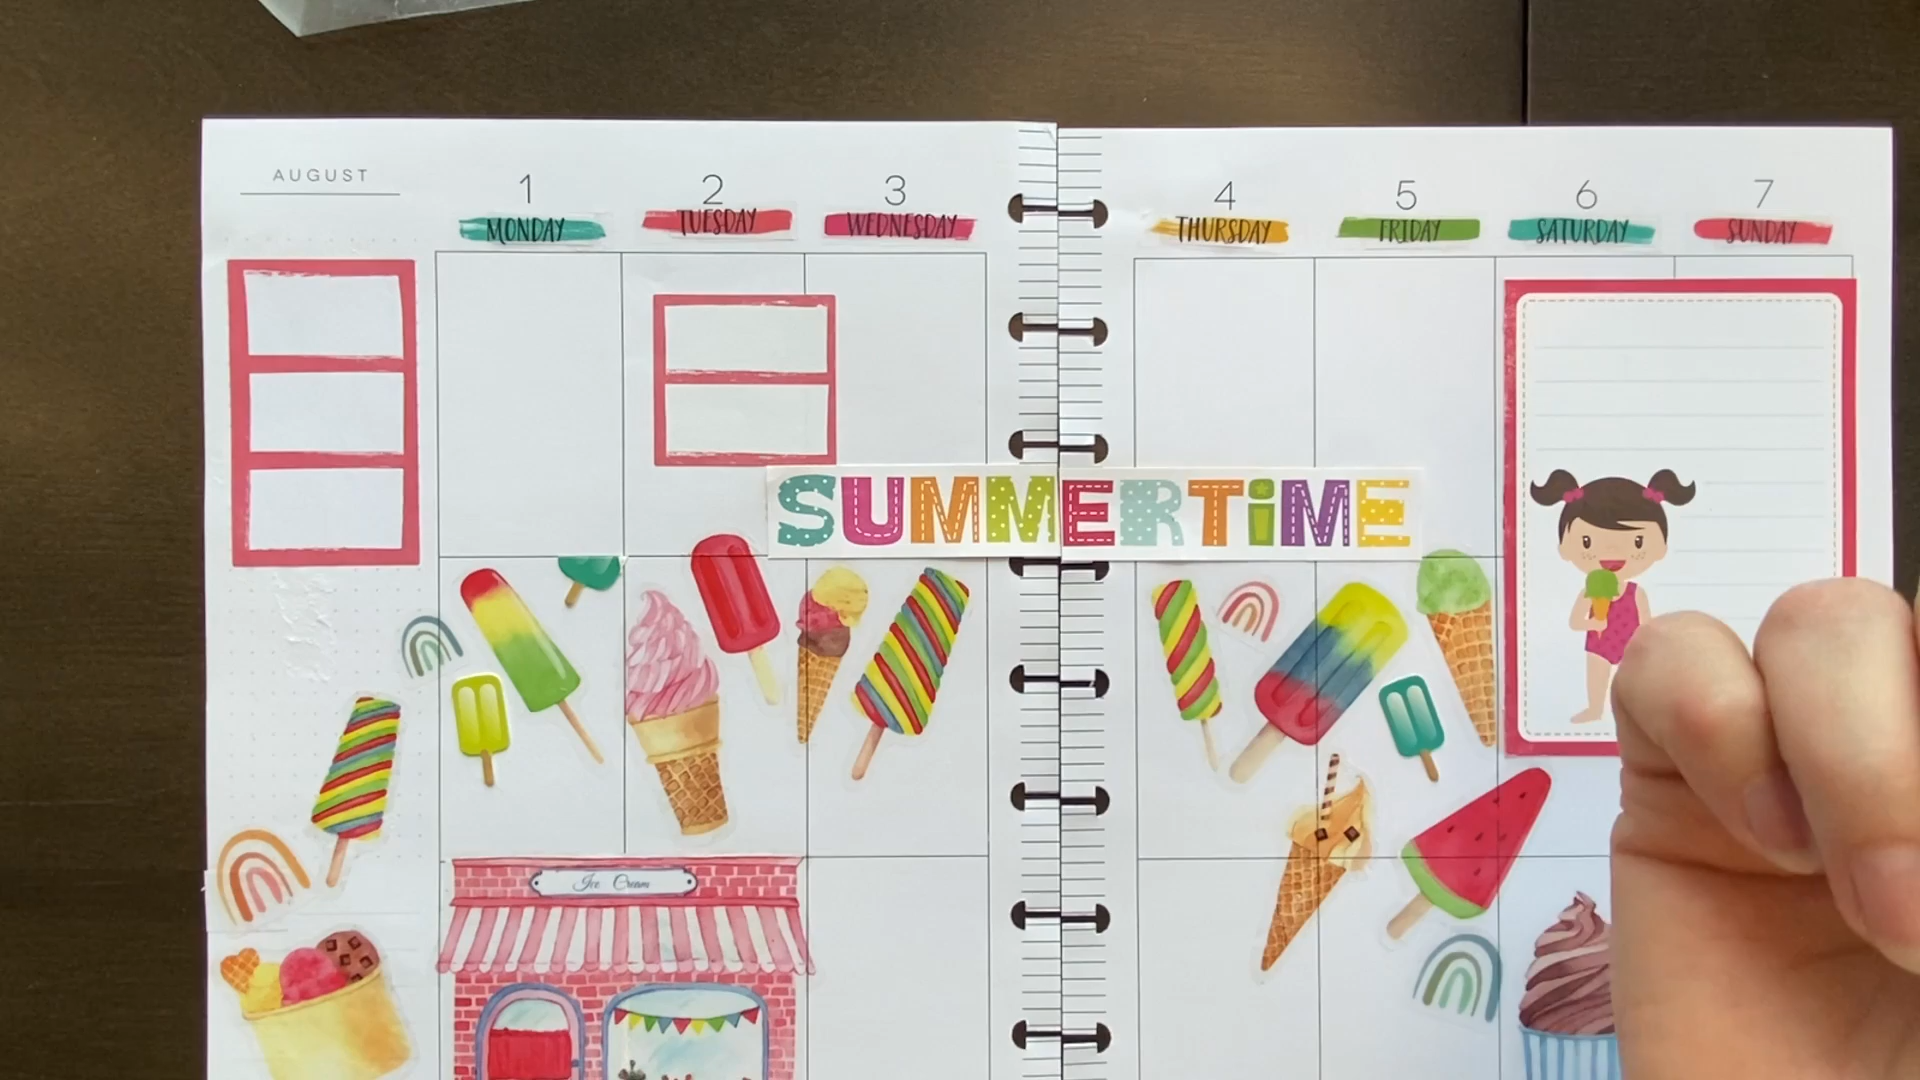 AUGUST
1 2 3 4 5 6 7
MONDAY TUESDAY WEDNESDAY THURSDAY FRIDAY SATURDAY SUNDAY
SUMMERTiME
Ice Cream